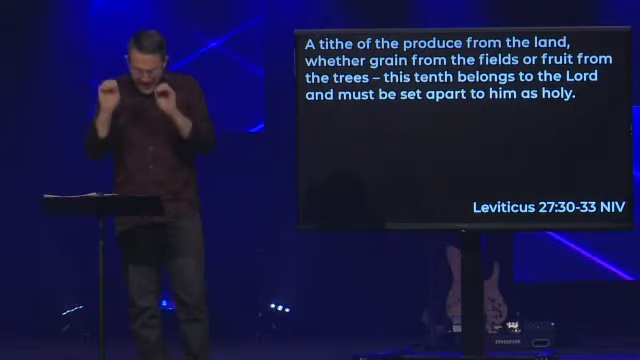 A tithe of the produce from the land,
whether grain from the fields or fruit from
the trees – this tenth belongs to the Lord
and must be set apart to him as holy.
Leviticus 27:30-33 NIV